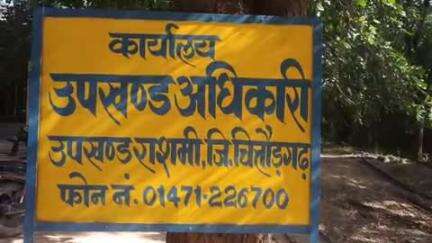 कार्यालय
उपखण्ड अधिकारी
उपखण्ड राशमी, जि. चित्तौड़गढ़
फोन नं. 01471-226700